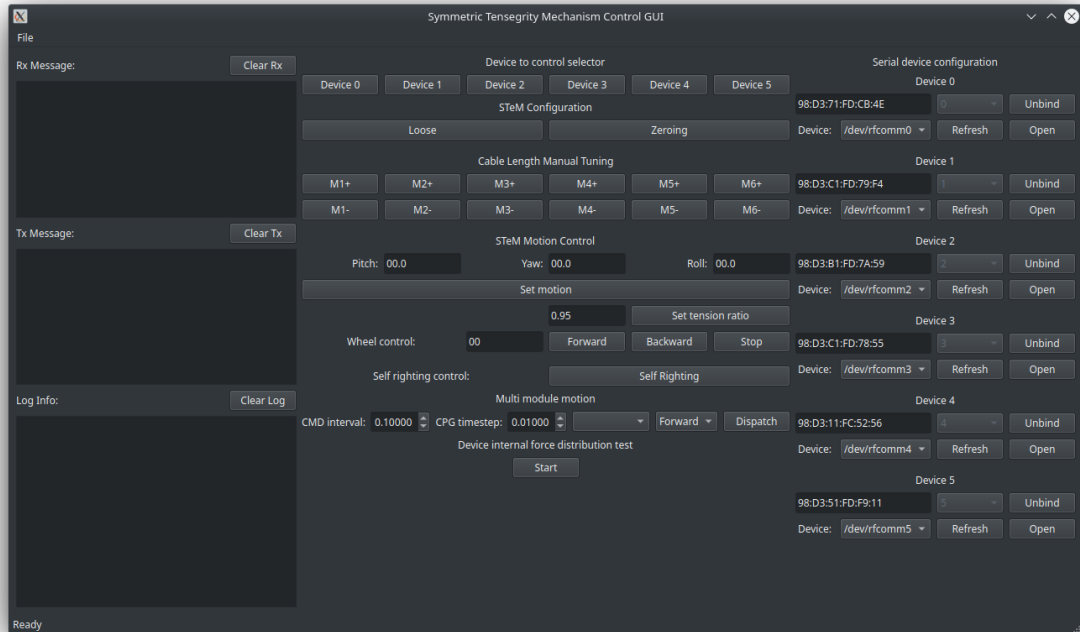 Symmetric Tensegrity Mechanism Control GUI
File
Rx Message:
Clear Rx
Tx Message:
Clear Tx
Log Info:
Clear Log
Device to control selector
Device 0 Device 1 Device 2 Device 3 Device 4 Device 5
STeM Configuration
Loose Zeroing
Cable Length Manual Tuning
M1+ M2+ M3+ M4+ M5+ M6+
M1- M2- M3- M4- M5- M6-
STeM Motion Control
Pitch: 00.0 Yaw: 00.0 Roll: 00.0
Set motion
0.95 Set tension ratio
Wheel control: 00 Forward Backward Stop
Self righting control: Self Righting
Multi module motion
CMD interval: 0.10000 CPG timestep: 0.01000 Forward Dispatch
Device internal force distribution test
Start
Serial device configuration
Device 0
98:D3:71:FD:CB:4E 0 Unbind
Device: /dev/rfcomm0 Refresh Open
Device 1
98:D3:C1:FD:79:F4 1 Unbind
Device: /dev/rfcomm1 Refresh Open
Device 2
98:D3:B1:FD:7A:59 2 Unbind
Device: /dev/rfcomm2 Refresh Open
Device 3
98:D3:C1:FD:78:55 3 Unbind
Device: /dev/rfcomm3 Refresh Open
Device 4
98:D3:11:FC:52:56 4 Unbind
Device: /dev/rfcomm4 Refresh Open
Device 5
98:D3:51:FD:F9:11 5 Unbind
Device: /dev/rfcomm5 Refresh Open
Ready